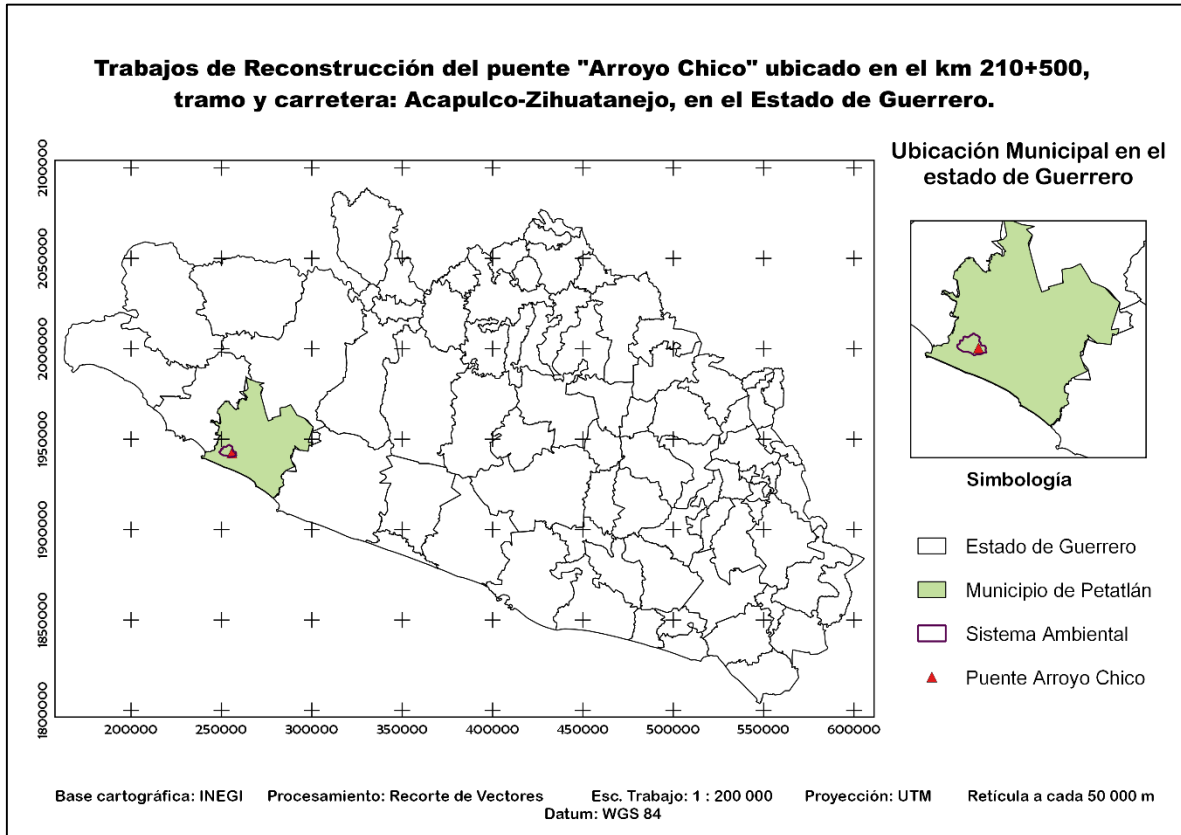 Trabajos de Reconstrucción del puente "Arroyo Chico" ubicado en el km 210+500,
tramo y carretera: Acapulco-Zihuatanejo, en el Estado de Guerrero.
Ubicación Municipal en el
estado de Guerrero
2100000
2050000
2000000
1950000
1900000
1850000
1800000
200000 250000 300000 350000 400000 450000 500000 550000 600000
Simbología
Estado de Guerrero
Municipio de Petatlán
Sistema Ambiental
Puente Arroyo Chico
Base cartográfica: INEGI Procesamiento: Recorte de Vectores Esc. Trabajo: 1 : 200 000 Proyección: UTM Retícula a cada 50 000 m
Datum: WGS 84